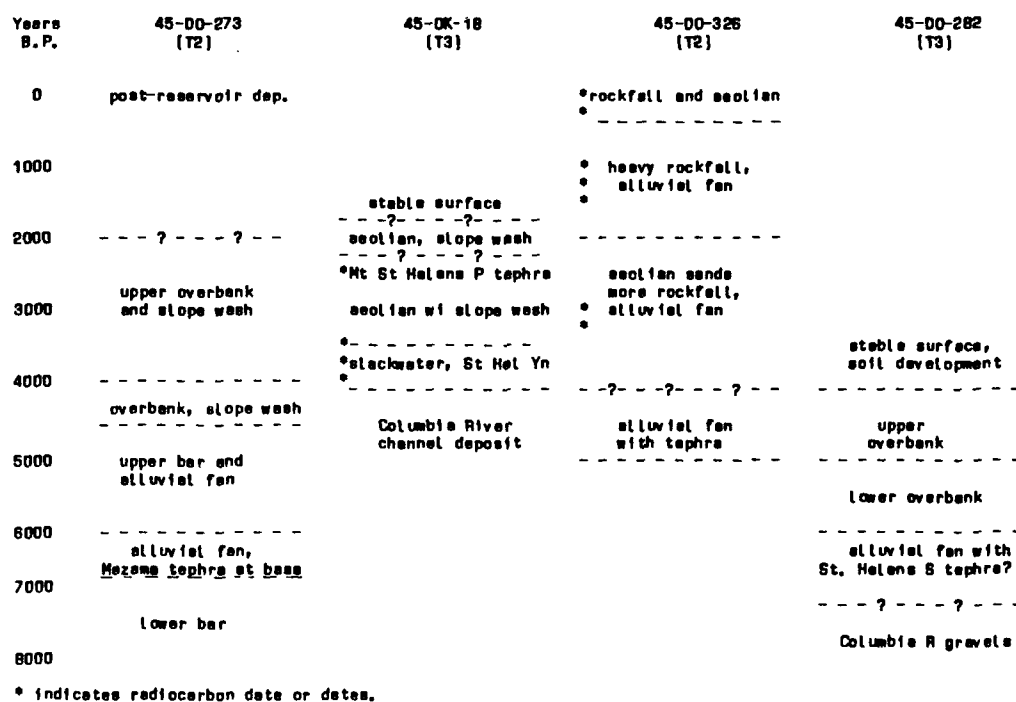 Years 45-DO-273 45-OK-18 45-DO-326 45-DO-282
B.P. (T2) (T3) (T2) (T3)
0 post-reservoir dep. *rockfall and aeolian
* - - - - - - - - - - -
1000 * heavy rockfall,
* alluvial fan
stable surface *
- - -?- - - -?- - - -
2000 - - - ? - - - ? - - aeolian, slope wash - - - - - - - - - - - -
- - - ? - - - ? - - -
*Mt St Helens P tephra aeolian sands
upper overbank more rockfall,
3000 and slope wash aeolian wi slope wash * alluvial fan
*
*- - - - - - - - - - - stable surface,
*slackwater, St Hel Yn soil development
4000 - - - - - - - - - - - * - - - - - - - - - - - - -?- - -?- - - ? - - - - - - - - - - - -
overbank, slope wash
- - - - - - - - - - - Columbia River alluvial fan upper
channel deposit with tephra overbank
5000 upper bar and - - - - - - - - - - - - - - - - - - - - - - -
alluvial fan
lower overbank
6000 - - - - - - - - - - - - - - - - - - - - - -
alluvial fan, alluvial fan with
Mazama tephra at base St. Helens S tephra?
7000
- - - ? - - - - ? - - -
lower bar
Columbia R gravels
8000
* indicates radiocarbon date or dates.